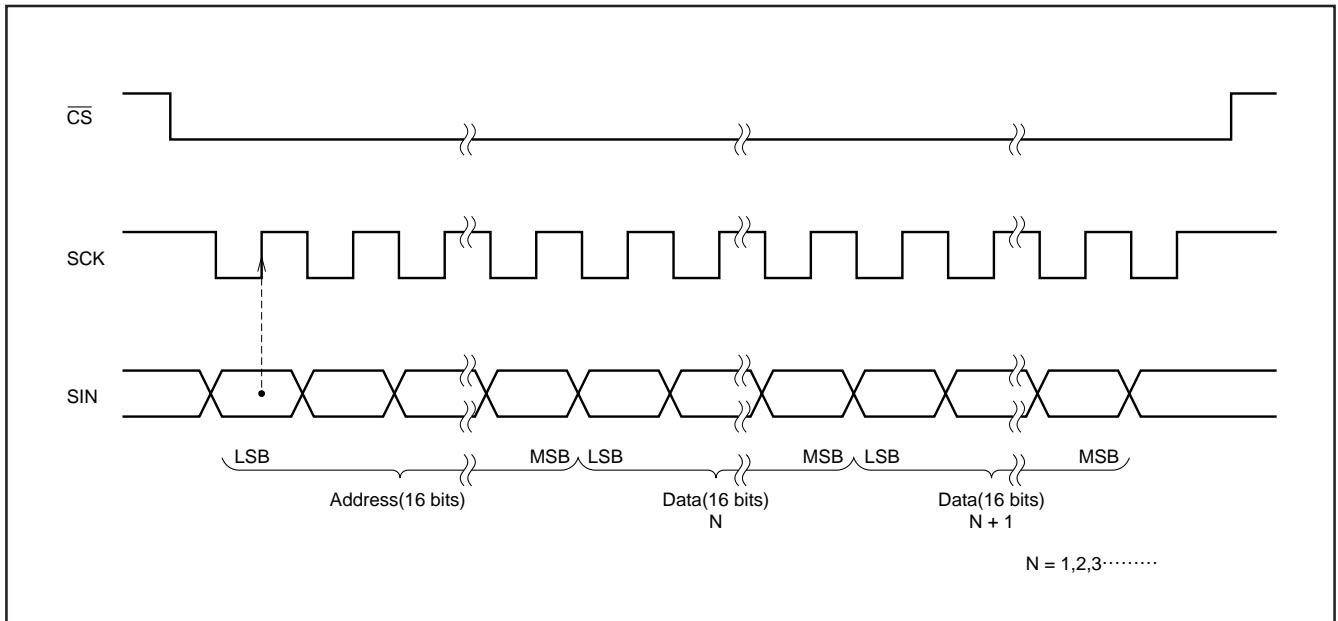 CS
SCK
SIN
LSB MSB LSB MSB LSB MSB
Address(16 bits) Data(16 bits) Data(16 bits)
N N + 1
N = 1,2,3·········